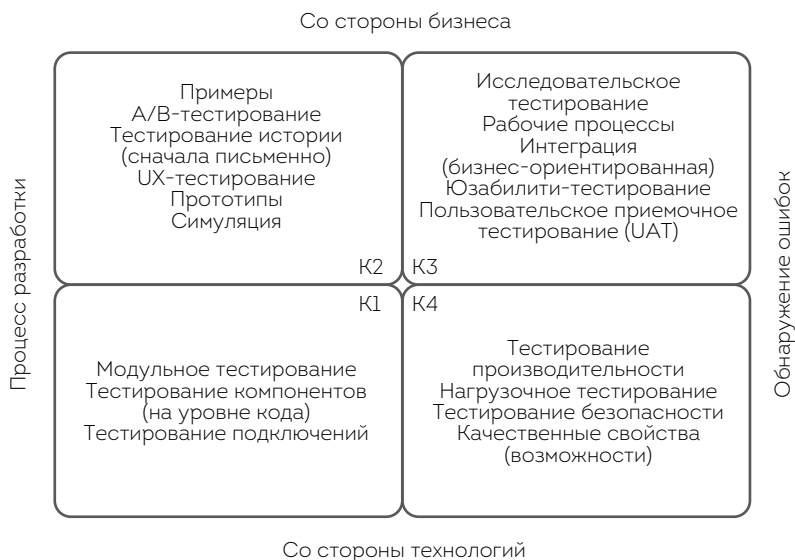 Со стороны бизнеса
Процесс разработки
Примеры
A/B-тестирование
Тестирование истории
(сначала письменно)
UX-тестирование
Прототипы
Симуляция
К2
Исследовательское
тестирование
Рабочие процессы
Интеграция
(бизнес-ориентированная)
Юзабилити-тестирование
Пользовательское приемочное
тестирование (UAT)
К3
Обнаружение ошибок
К1
Модульное тестирование
Тестирование компонентов
(на уровне кода)
Тестирование подключений
К4
Тестирование
производительности
Нагрузочное тестирование
Тестирование безопасности
Качественные свойства
(возможности)
Со стороны технологий